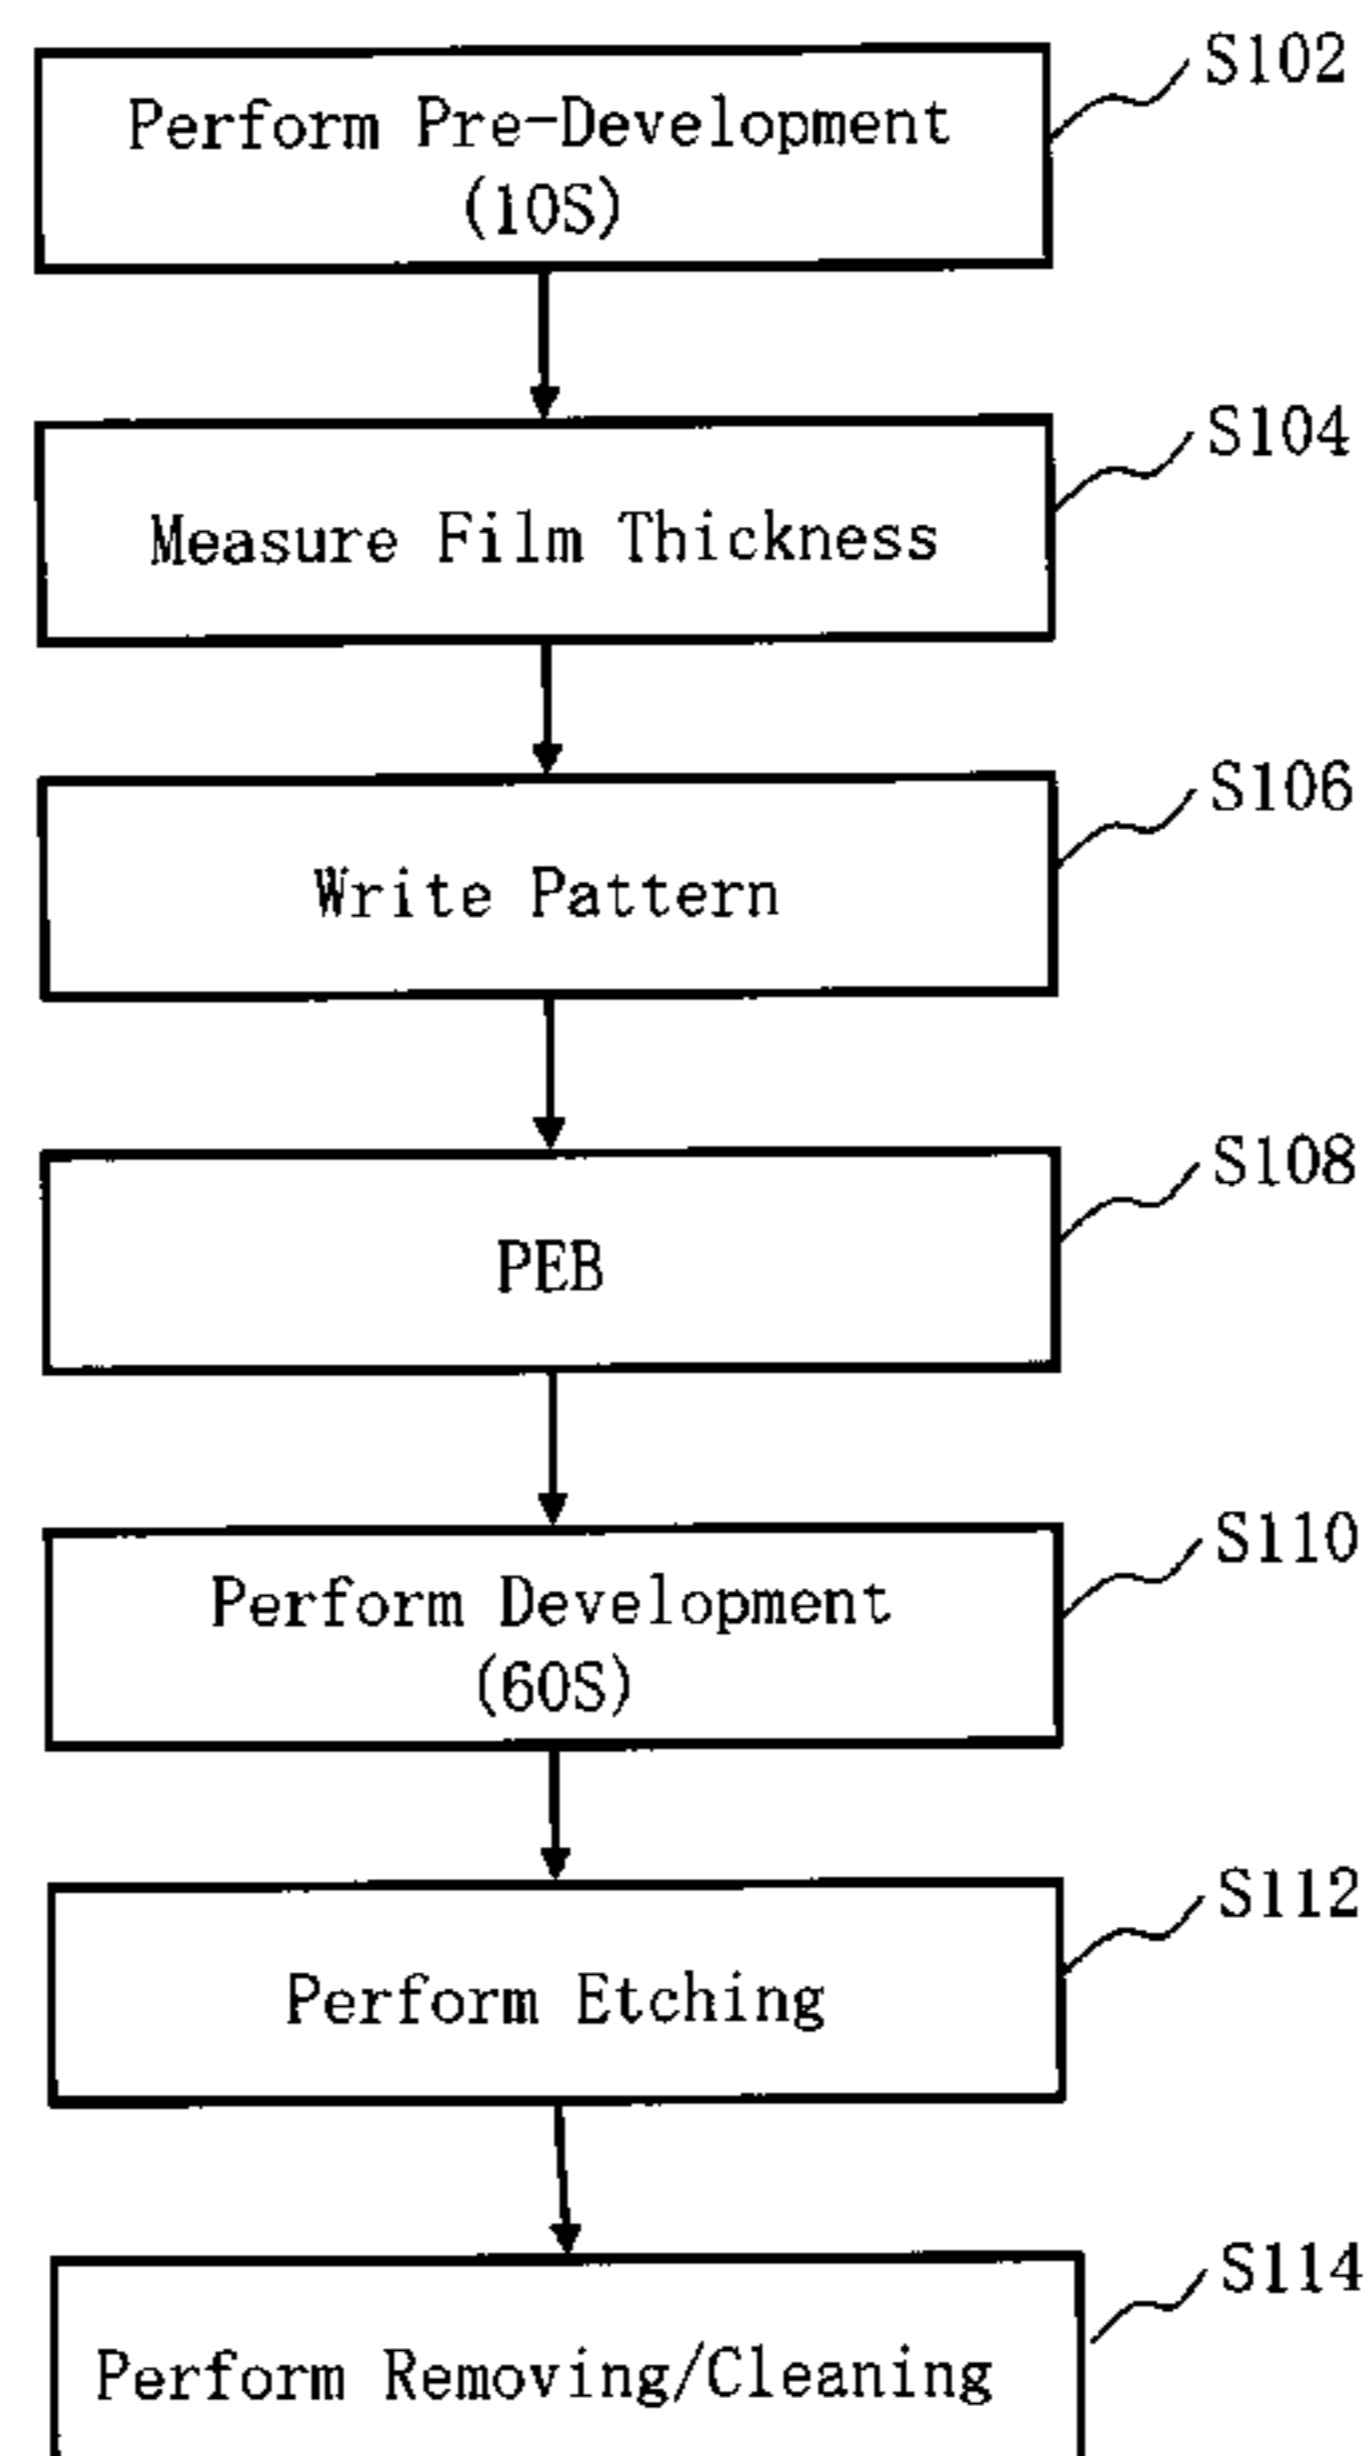 S102
Perform Pre-Development
(10S)
S104
Measure Film Thickness
S106
Write Pattern
S108
PEB
S110
Perform Development
(60S)
S112
Perform Etching
S114
Perform Removing/Cleaning